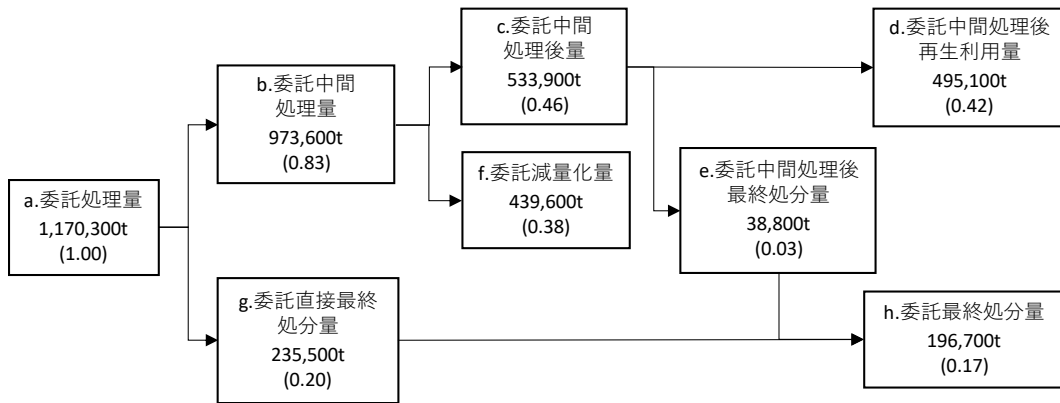 a.委託処理量
1,170,300t
(1.00)
b.委託中間
処理量
973,600t
(0.83)
c.委託中間
処理後量
533,900t
(0.46)
d.委託中間処理後
再生利用量
495,100t
(0.42)
e.委託中間処理後
最終処分量
38,800t
(0.03)
f.委託減量化量
439,600t
(0.38)
g.委託直接最終
処分量
235,500t
(0.20)
h.委託最終処分量
196,700t
(0.17)